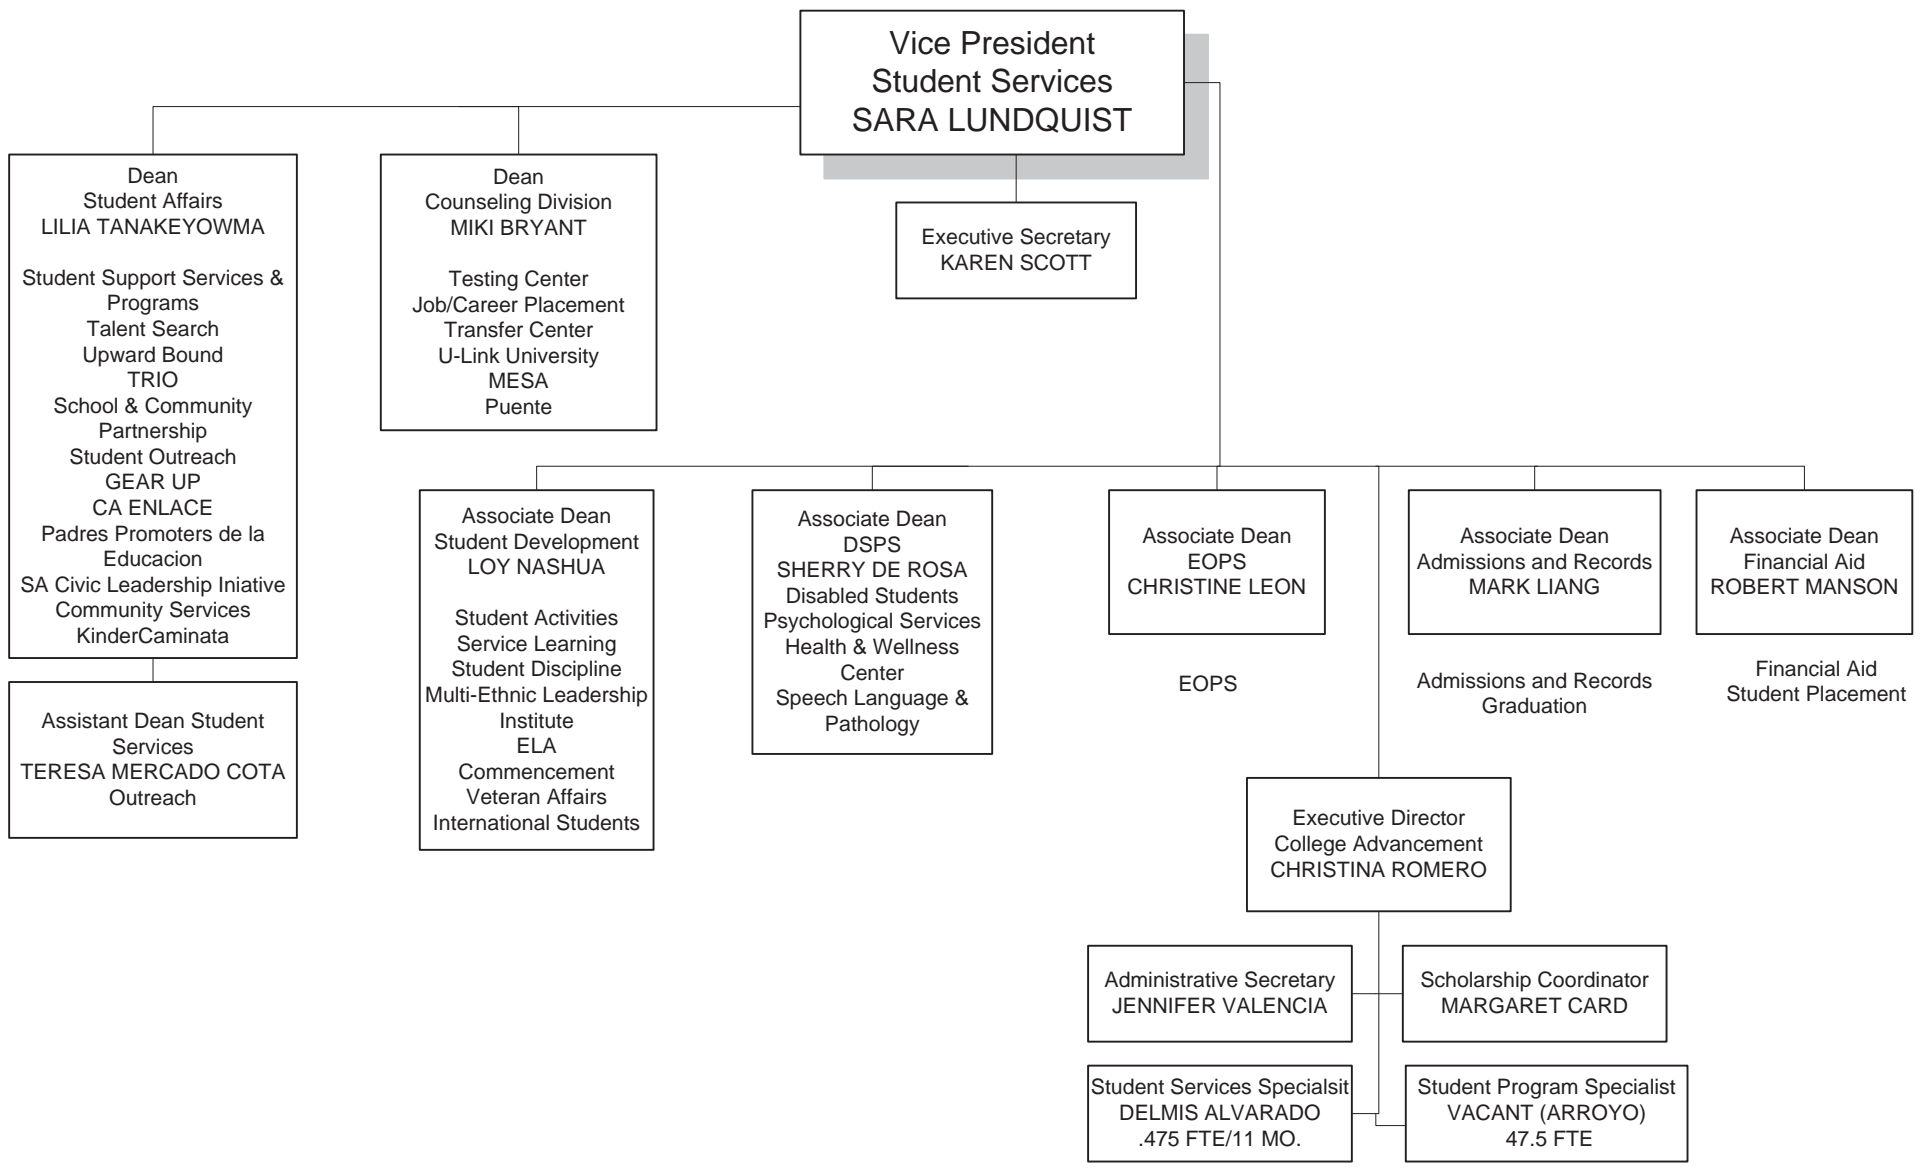 Vice President
Student Services
SARA LUNDQUIST
Dean
Student Affairs
LILIA TANAKEYOWMA
Student Support Services &
Programs
Talent Search
Upward Bound
TRIO
School & Community
Partnership
Student Outreach
GEAR UP
CA ENLACE
Padres Promoters de la
Educacion
SA Civic Leadership Iniative
Community Services
KinderCaminata
Dean
Counseling Division
MIKI BRYANT
Testing Center
Job/Career Placement
Transfer Center
U-Link University
MESA
Puente
Executive Secretary
KAREN SCOTT
Assistant Dean Student
Services
TERESA MERCADO COTA
Outreach
Associate Dean
Student Development
LOY NASHUA
Student Activities
Service Learning
Student Discipline
Multi-Ethnic Leadership
Institute
ELA
Commencement
Veteran Affairs
International Students
Associate Dean
DSPS
SHERRY DE ROSA
Disabled Students
Psychological Services
Health & Wellness
Center
Speech Language &
Pathology
Associate Dean
EOPS
CHRISTINE LEON
EOPS
Associate Dean
Admissions and Records
MARK LIANG
Admissions and Records
Graduation
Associate Dean
Financial Aid
ROBERT MANSON
Financial Aid
Student Placement
Executive Director
College Advancement
CHRISTINA ROMERO
Administrative Secretary
JENNIFER VALENCIA
Scholarship Coordinator
MARGARET CARD
Student Services Specialsit
DELMIS ALVARADO
.475 FTE/11 MO.
Student Program Specialist
VACANT (ARROYO)
47.5 FTE